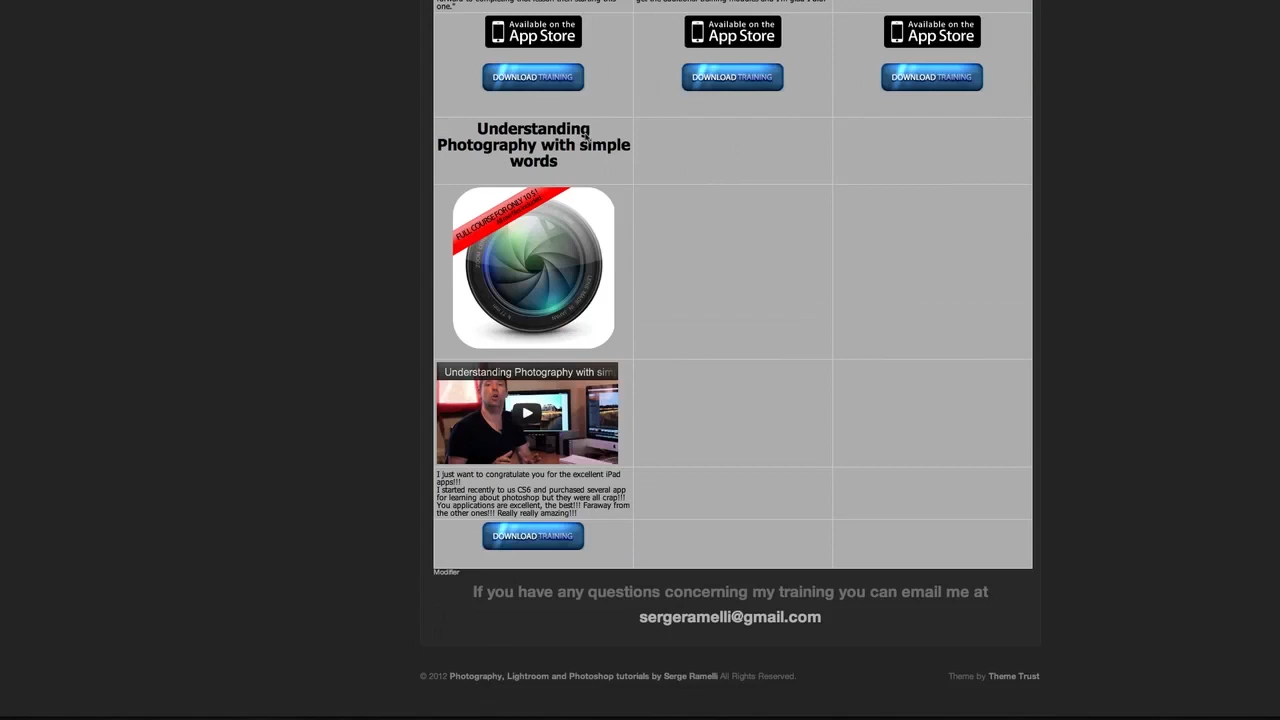 one."
Available on the
App Store
Available on the
App Store
Available on the
App Store
DOWNLOAD TRAINING
DOWNLOAD TRAINING
DOWNLOAD TRAINING
Understanding
Photography with simple
words
FULL COURSE FOR ONLY 10 $!
Understanding Photography with sim
I just want to congratulate you for the excellent iPad
apps!!!
I started recently to us CS6 and purchased several app
for learning about photoshop but they were all crap!!!
You applications are excellent, the best!!! Faraway from
the other ones!!! Really really amazing!!!
DOWNLOAD TRAINING
Modifier
If you have any questions concerning my training you can email me at
sergeramelli@gmail.com
© 2012 Photography, Lightroom and Photoshop tutorials by Serge Ramelli All Rights Reserved.
Theme by Theme Trust